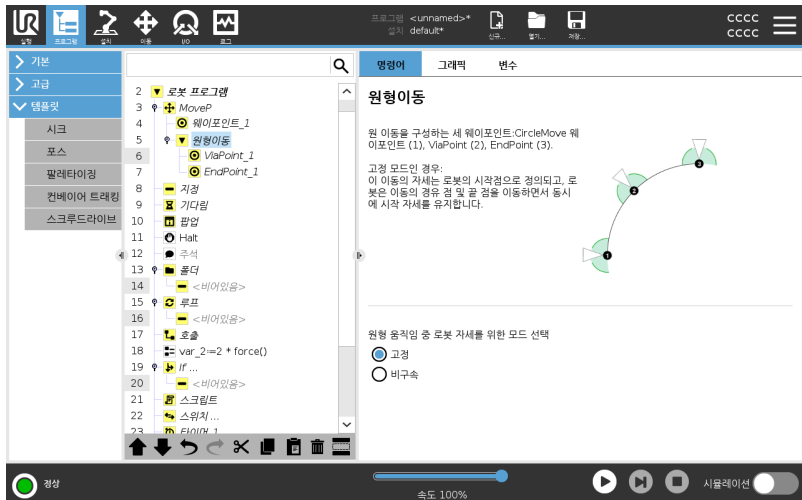 UR
실행
프로그램
설치
이동
I/O
로그
프로그램 <unnamed>*
설치 default*
신규...
열기...
저장...
cccc
cccc
기본
고급
템플릿
시크
포스
팔레타이징
컨베이어 트래킹
스크루드라이브
2 로봇 프로그램
3 MoveP
4 웨이포인트_1
5 원형이동
6 ViaPoint_1
7 EndPoint_1
8 지정
9 기다림
10 팝업
11 Halt
12 주석
13 폴더
14 <비어있음>
15 루프
16 <비어있음>
17 호출
18 var_2:=2 * force()
19 If ...
20 <비어있음>
21 스크립트
22 스위치 ...
23 타이머_1
명령어
그래픽
변수
원형이동
원 이동을 구성하는 세 웨이포인트:CircleMove 웨
이포인트 (1), ViaPoint (2), EndPoint (3).
고정 모드인 경우:
이 이동의 자세는 로봇의 시작점으로 정의되고, 로
봇은 이동의 경유 점 및 끝 점을 이동하면서 동시
에 시작 자세를 유지합니다.
3
2
1
원형 움직임 중 로봇 자세를 위한 모드 선택
고정
비구속
정상
속도 100%
시뮬레이션